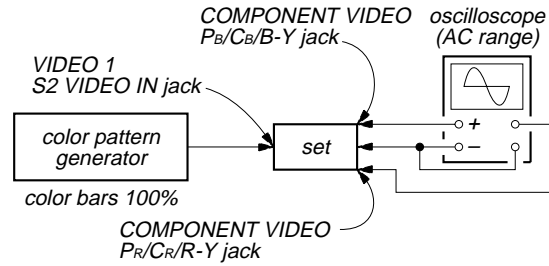 COMPONENT VIDEO
PB/CB/B-Y jack
oscilloscope
(AC range)
VIDEO 1
S2 VIDEO IN jack
color pattern
generator
set
+
−
color bars 100%
COMPONENT VIDEO
PR/CR/R-Y jack